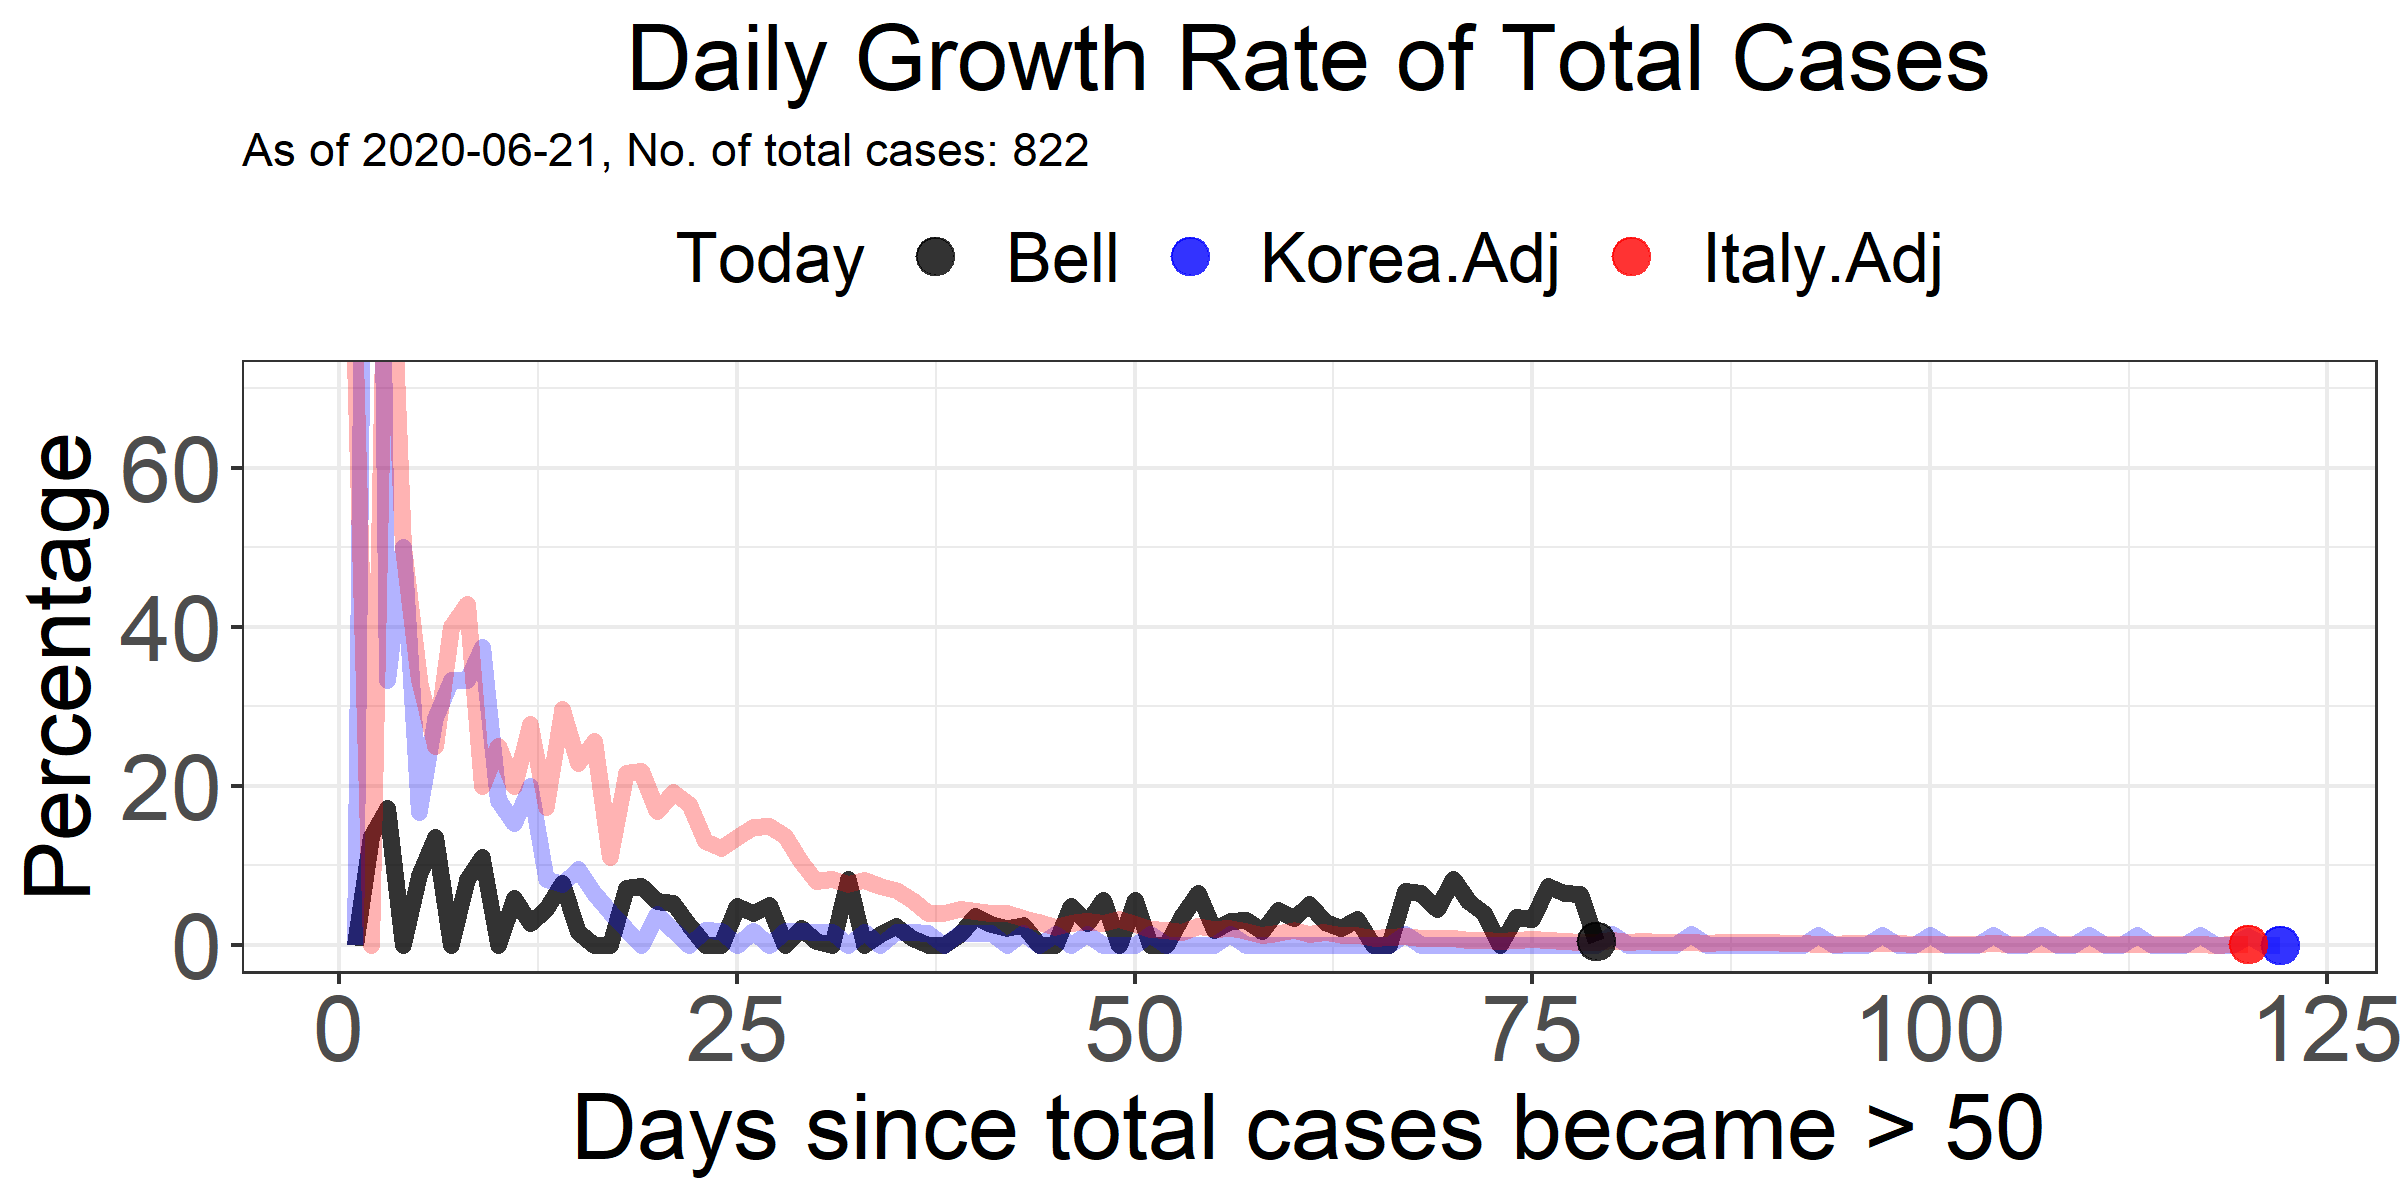 Daily Growth Rate of Total Cases
As of 2020-06-21, No. of total cases: 822
Today Bell Korea.Adj Italy.Adj
Percentage
60
40
20
0
0 25 50 75 100 125
Days since total cases became > 50